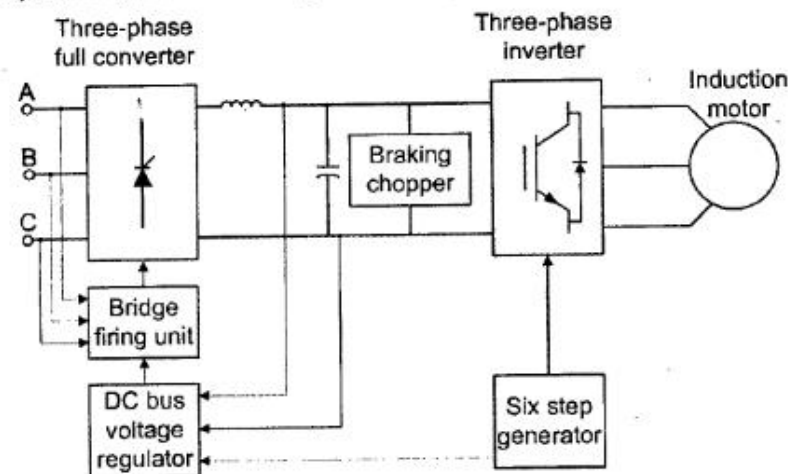 Three-phase
full converter
Three-phase
inverter
Induction
motor
A
B
C
Braking
chopper
Bridge
firing unit
DC bus
voltage
regulator
Six step
generator